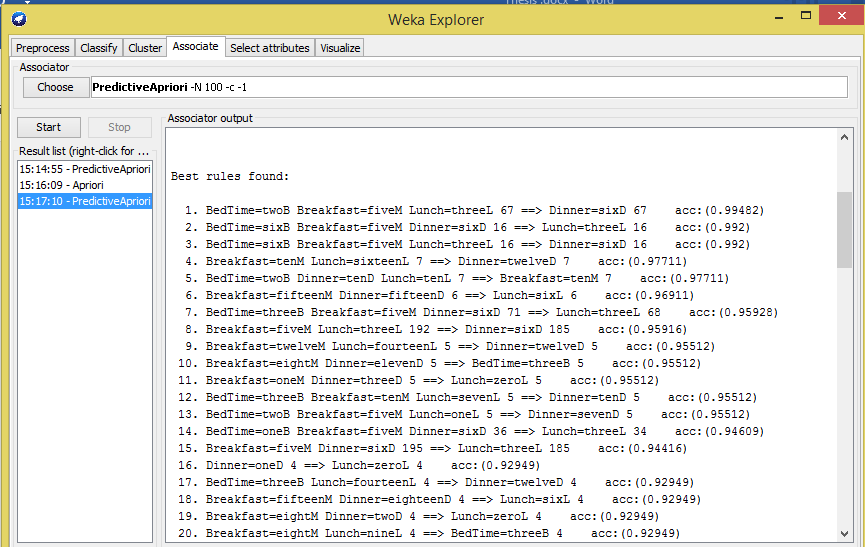 Thesis .docx - Word
Weka Explorer
Preprocess Classify Cluster Associate Select attributes Visualize
Associator
Choose PredictiveApriori -N 100 -c -1
Start Stop
Result list (right-click for ...
15:14:55 - PredictiveApriori
15:16:09 - Apriori
15:17:10 - PredictiveApriori
Associator output
Best rules found:
1. BedTime=twoB Breakfast=fiveM Lunch=threeL 67 ==> Dinner=sixD 67 acc:(0.99482)
2. BedTime=sixB Breakfast=fiveM Dinner=sixD 16 ==> Lunch=threeL 16 acc:(0.992)
3. BedTime=sixB Breakfast=fiveM Lunch=threeL 16 ==> Dinner=sixD 16 acc:(0.992)
4. Breakfast=tenM Lunch=sixteenL 7 ==> Dinner=twelveD 7 acc:(0.97711)
5. BedTime=twoB Dinner=tenD Lunch=tenL 7 ==> Breakfast=tenM 7 acc:(0.97711)
6. Breakfast=fifteenM Dinner=fifteenD 6 ==> Lunch=sixL 6 acc:(0.96911)
7. BedTime=threeB Breakfast=fiveM Dinner=sixD 71 ==> Lunch=threeL 68 acc:(0.95928)
8. Breakfast=fiveM Lunch=threeL 192 ==> Dinner=sixD 185 acc:(0.95916)
9. Breakfast=twelveM Lunch=fourteenL 5 ==> Dinner=twelveD 5 acc:(0.95512)
10. Breakfast=eightM Dinner=elevenD 5 ==> BedTime=threeB 5 acc:(0.95512)
11. Breakfast=oneM Dinner=threeD 5 ==> Lunch=zeroL 5 acc:(0.95512)
12. BedTime=threeB Breakfast=tenM Lunch=sevenL 5 ==> Dinner=tenD 5 acc:(0.95512)
13. BedTime=twoB Breakfast=fiveM Lunch=oneL 5 ==> Dinner=sevenD 5 acc:(0.95512)
14. BedTime=oneB Breakfast=fiveM Dinner=sixD 36 ==> Lunch=threeL 34 acc:(0.94609)
15. Breakfast=fiveM Dinner=sixD 195 ==> Lunch=threeL 185 acc:(0.94416)
16. Dinner=oneD 4 ==> Lunch=zeroL 4 acc:(0.92949)
17. BedTime=threeB Lunch=fourteenL 4 ==> Dinner=twelveD 4 acc:(0.92949)
18. Breakfast=fifteenM Dinner=eighteenD 4 ==> Lunch=sixL 4 acc:(0.92949)
19. Breakfast=eightM Dinner=twoD 4 ==> Lunch=zeroL 4 acc:(0.92949)
20. Breakfast=eightM Lunch=nineL 4 ==> BedTime=threeB 4 acc:(0.92949)